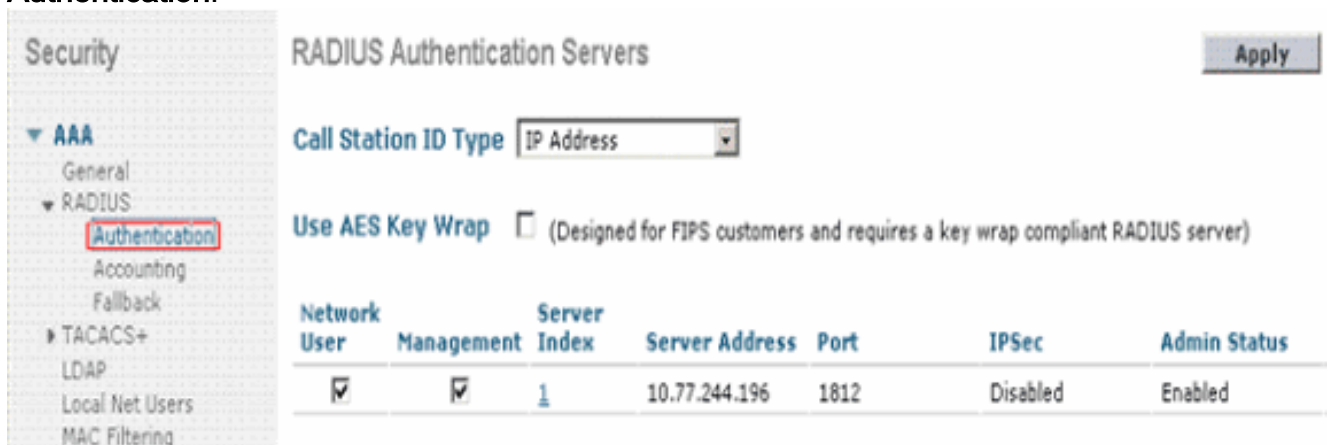 Authentication.
Security
AAA
General
RADIUS
Authentication
Accounting
Fallback
TACACS+
LDAP
Local Net Users
MAC Filtering
RADIUS Authentication Servers
Apply
Call Station ID Type IP Address
Use AES Key Wrap (Designed for FIPS customers and requires a key wrap compliant RADIUS server)
Network User Management Server Index Server Address Port IPSec Admin Status
1 10.77.244.196 1812 Disabled Enabled